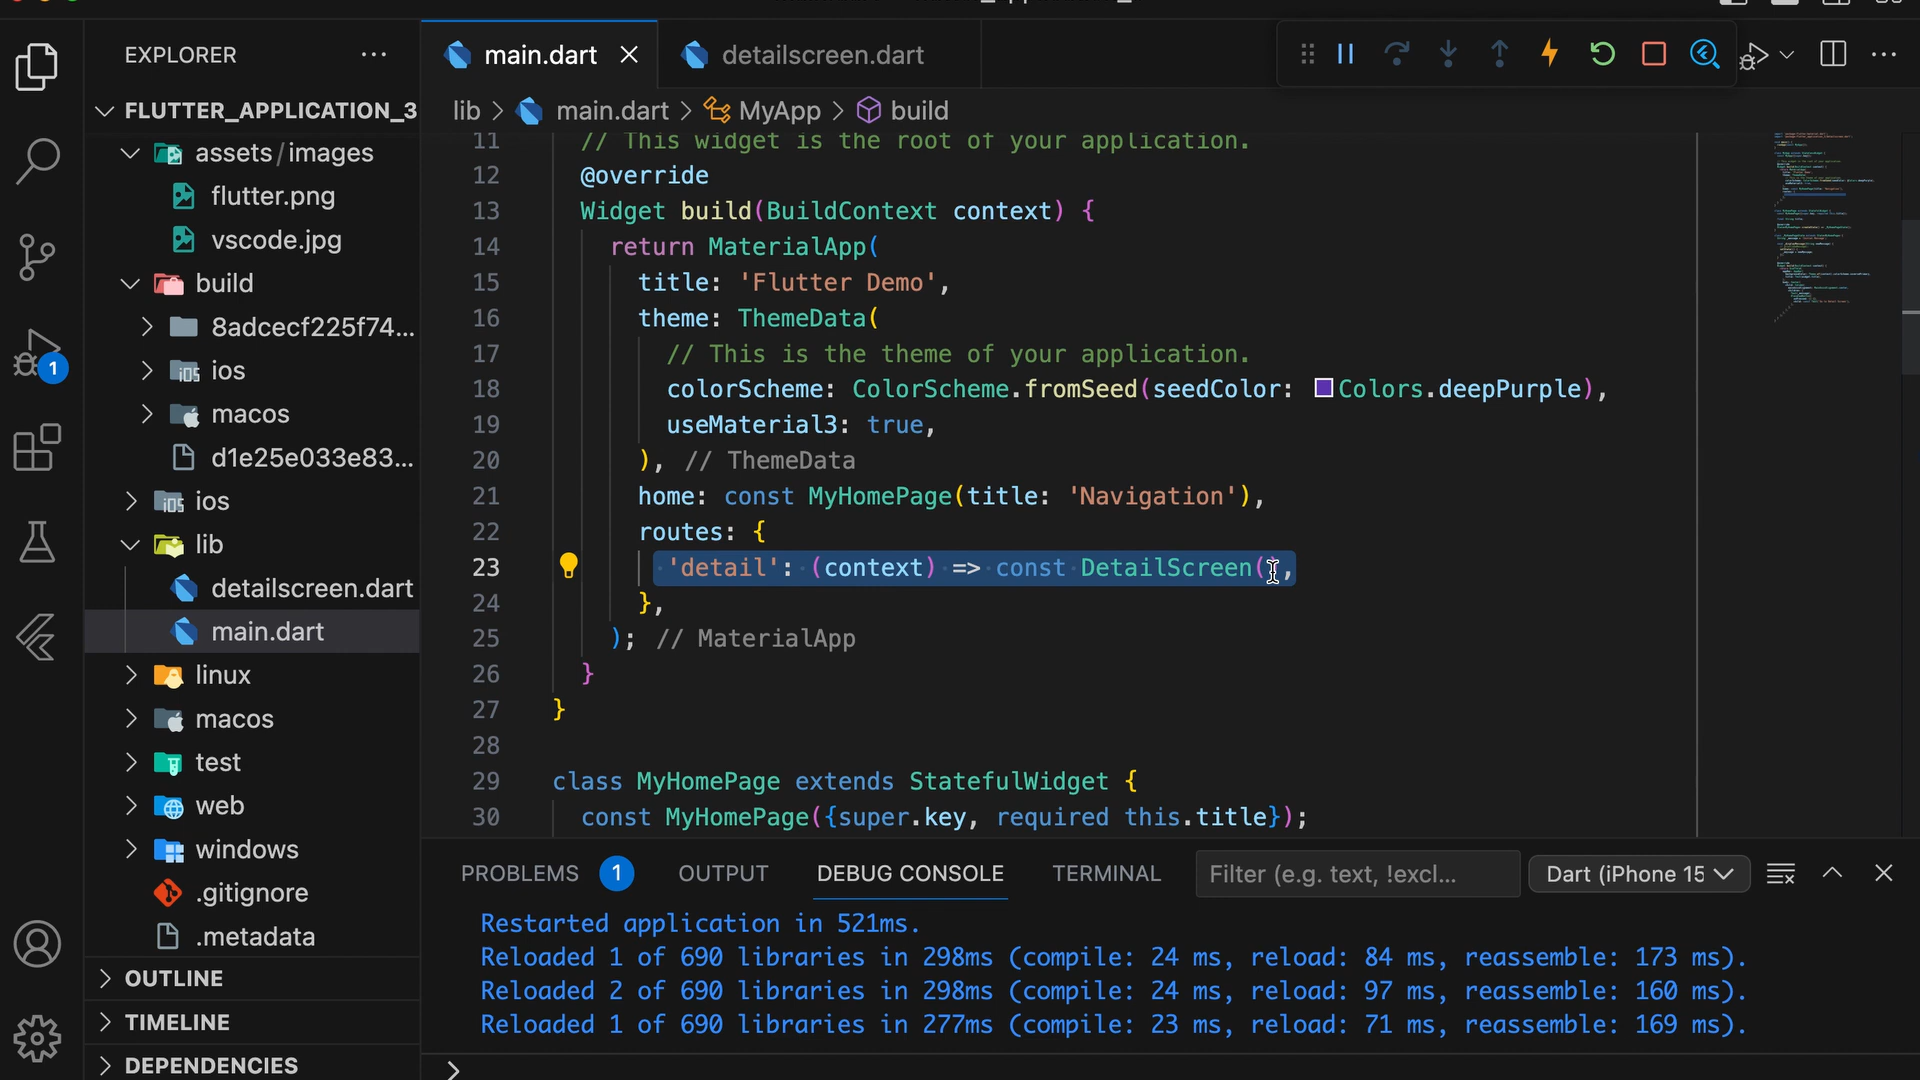 EXPLORER
main.dart
detailscreen.dart
FLUTTER_APPLICATION_3
lib > main.dart > MyApp > build
assets/images
flutter.png
vscode.jpg
build
8adcecf225f74...
ios
macos
d1e25e033e83...
ios
lib
detailscreen.dart
main.dart
linux
macos
test
web
windows
.gitignore
.metadata
OUTLINE
TIMELINE
DEPENDENCIES
1
11 // This widget is the root of your application.
12 @override
13 Widget build(BuildContext context) {
14 return MaterialApp(
15 title: 'Flutter Demo',
16 theme: ThemeData(
17 // This is the theme of your application.
18 colorScheme: ColorScheme.fromSeed(seedColor: Colors.deepPurple),
19 useMaterial3: true,
20 ), // ThemeData
21 home: const MyHomePage(title: 'Navigation'),
22 routes: {
23 'detail': (context) => const DetailScreen(),
24 },
25 ); // MaterialApp
26 }
27 }
28
29 class MyHomePage extends StatefulWidget {
30 const MyHomePage({super.key, required this.title});
PROBLEMS 1 OUTPUT DEBUG CONSOLE TERMINAL Filter (e.g. text, !excl... Dart (iPhone 15
Restarted application in 521ms.
Reloaded 1 of 690 libraries in 298ms (compile: 24 ms, reload: 84 ms, reassemble: 173 ms).
Reloaded 2 of 690 libraries in 298ms (compile: 24 ms, reload: 97 ms, reassemble: 160 ms).
Reloaded 1 of 690 libraries in 277ms (compile: 23 ms, reload: 71 ms, reassemble: 169 ms).
>